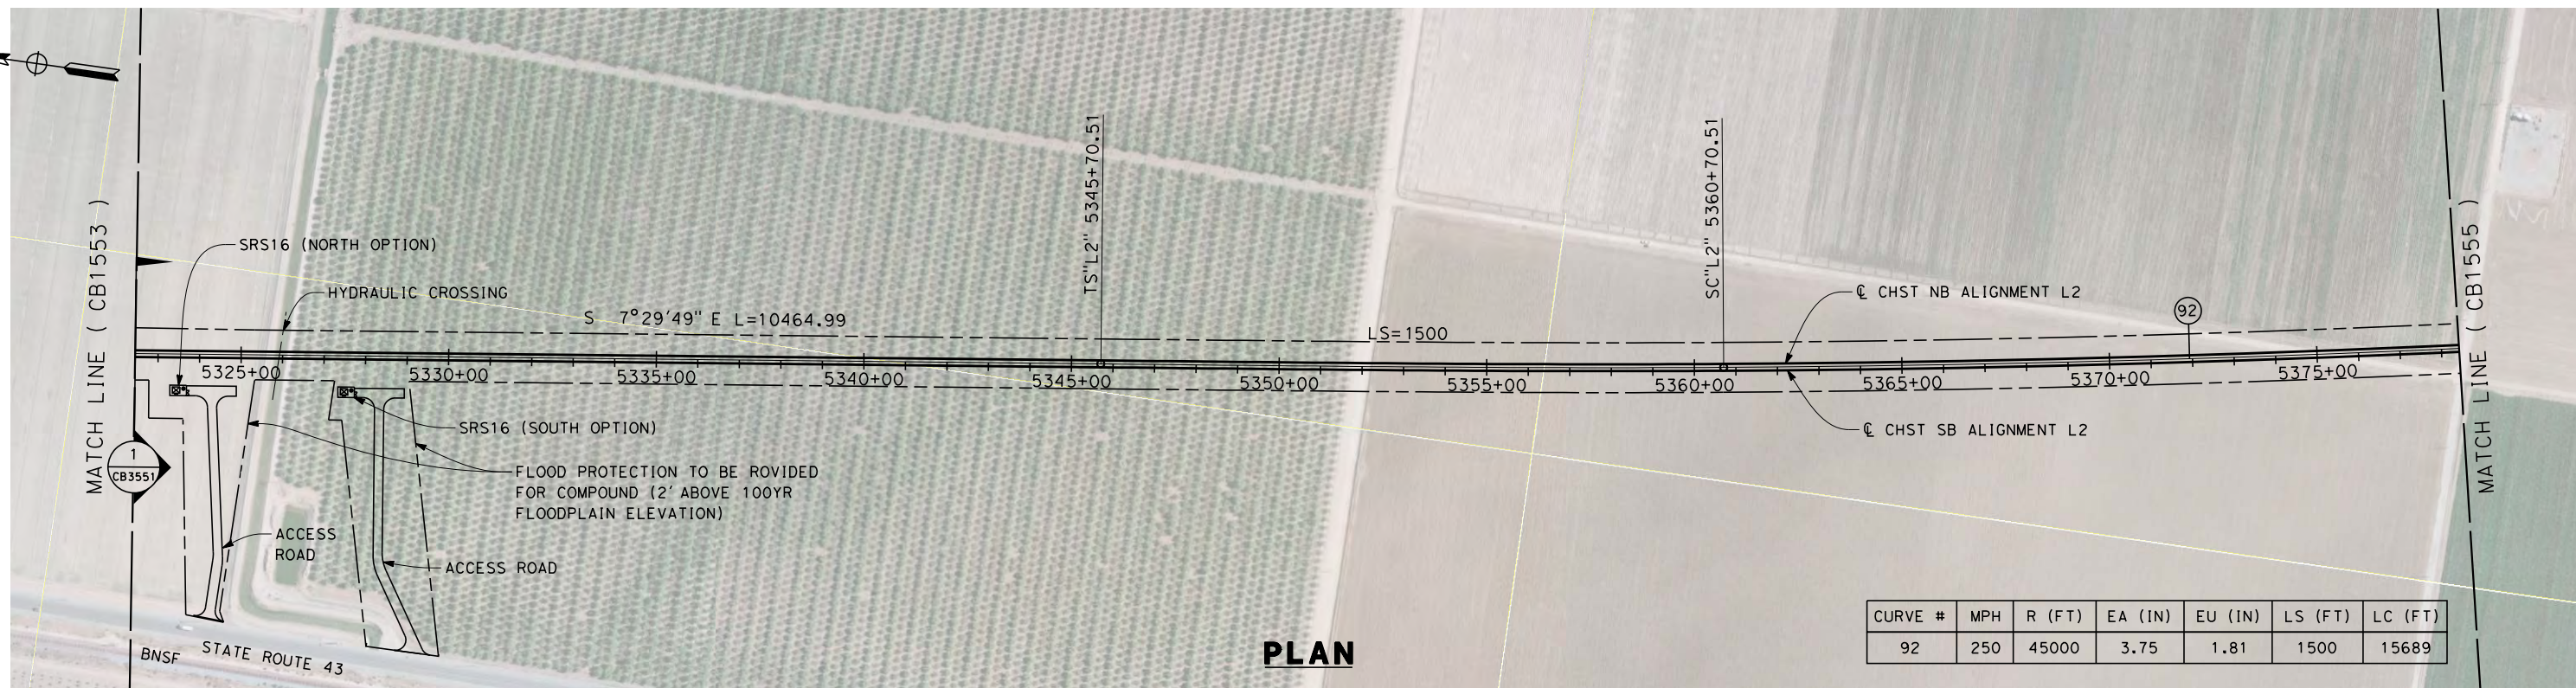 TS"L2" 5345+70.51
SC"L2" 5360+70.51
MATCH LINE ( CB1553 )
MATCH LINE ( CB1555 )
SRS16 (NORTH OPTION)
HYDRAULIC CROSSING
S 7°29'49" E L=10464.99
LS=1500
℄ CHST NB ALIGNMENT L2
92
5325+00
5330+00
5335+00
5340+00
5345+00
5350+00
5355+00
5360+00
5365+00
5370+00
5375+00
SRS16 (SOUTH OPTION)
℄ CHST SB ALIGNMENT L2
1
CB3551
FLOOD PROTECTION TO BE ROVIDED
FOR COMPOUND (2' ABOVE 100YR
FLOODPLAIN ELEVATION)
ACCESS
ROAD
ACCESS ROAD
BNSF
STATE ROUTE 43
PLAN
CURVE # MPH R (FT) EA (IN) EU (IN) LS (FT) LC (FT)
92 250 45000 3.75 1.81 1500 15689